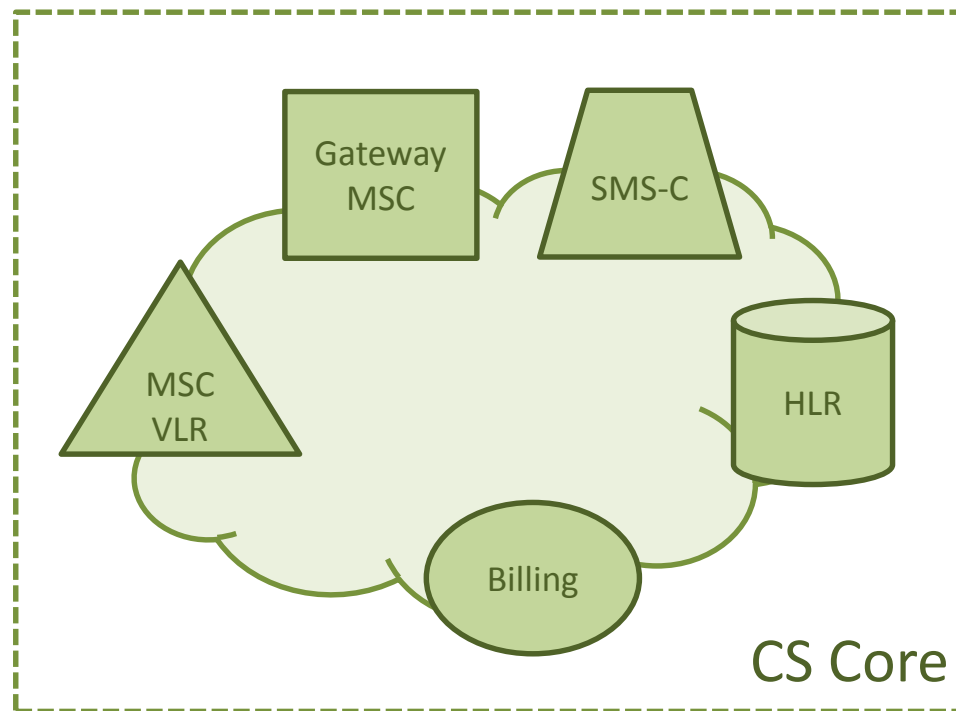 Gateway
MSC
SMS-C
MSC
VLR
HLR
Billing
CS Core